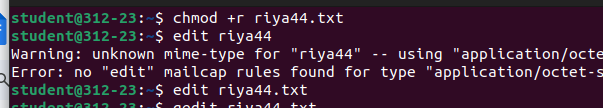 student@312-23:~$ chmod +r riya44.txt
student@312-23:~$ edit riya44
Warning: unknown mime-type for "riya44" -- using "application/octe
Error: no "edit" mailcap rules found for type "application/octet-s
student@312-23:~$ edit riya44.txt
student@312-23:~$ gedit riya44.txt